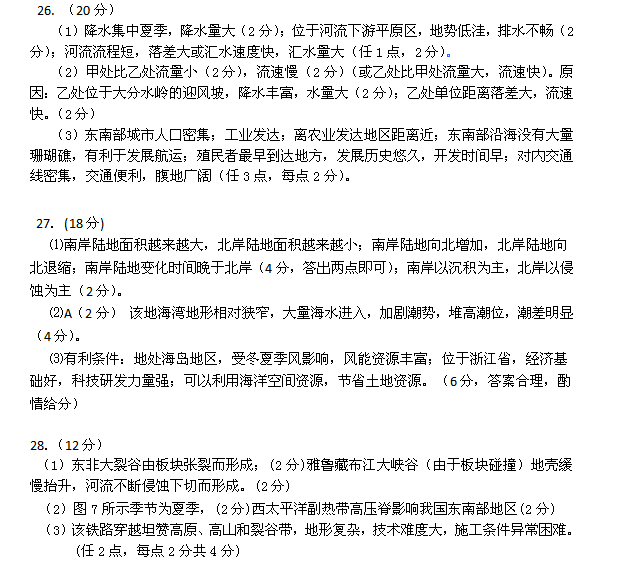 26. （20分）
（1）降水集中夏季，降水量大（2分）；位于河流下游平原区，地势低洼，排水不畅（2
分）；河流流程短，落差大或汇水速度快，汇水量大（任1点，2分）。
（2）甲处比乙处流量小（2分），流速慢（2分）（或乙处比甲处流量大，流速快）。原
因：乙处位于大分水岭的迎风坡，降水丰富，水量大（2分）；乙处单位距离落差大，流速
快。（2分）
（3）东南部城市人口密集；工业发达；离农业发达地区距离近；东南部沿海没有大量
珊瑚礁，有利于发展航运；殖民者最早到达地方，发展历史悠久，开发时间早；对内交通
线密集，交通便利，腹地广阔（任3点，每点2分）。
27. (18分)
⑴南岸陆地面积越来越大，北岸陆地面积越来越小；南岸陆地向北增加，北岸陆地向
北退缩；南岸陆地变化时间晚于北岸（4分，答出两点即可）；南岸以沉积为主，北岸以侵
蚀为主（2分）。
⑵A（2分） 该地海湾地形相对狭窄，大量海水进入，加剧潮势，堆高潮位，潮差明显
（4分）。
⑶有利条件：地处海岛地区，受冬夏季风影响，风能资源丰富；位于浙江省，经济基
础好，科技研发力量强；可以利用海洋空间资源，节省土地资源。（6分，答案合理，酌
情给分）
28.（12分）
（1）东非大裂谷由板块张裂而形成；(2分)雅鲁藏布江大峡谷（由于板块碰撞）地壳缓
慢抬升，河流不断侵蚀下切而形成。(2分)
（2）图7所示季节为夏季，(2分)西太平洋副热带高压脊影响我国东南部地区(2分)
（3）该铁路穿越坦赞高原、高山和裂谷带，地形复杂，技术难度大，施工条件异常困难。
（任2点，每点2分共4分）